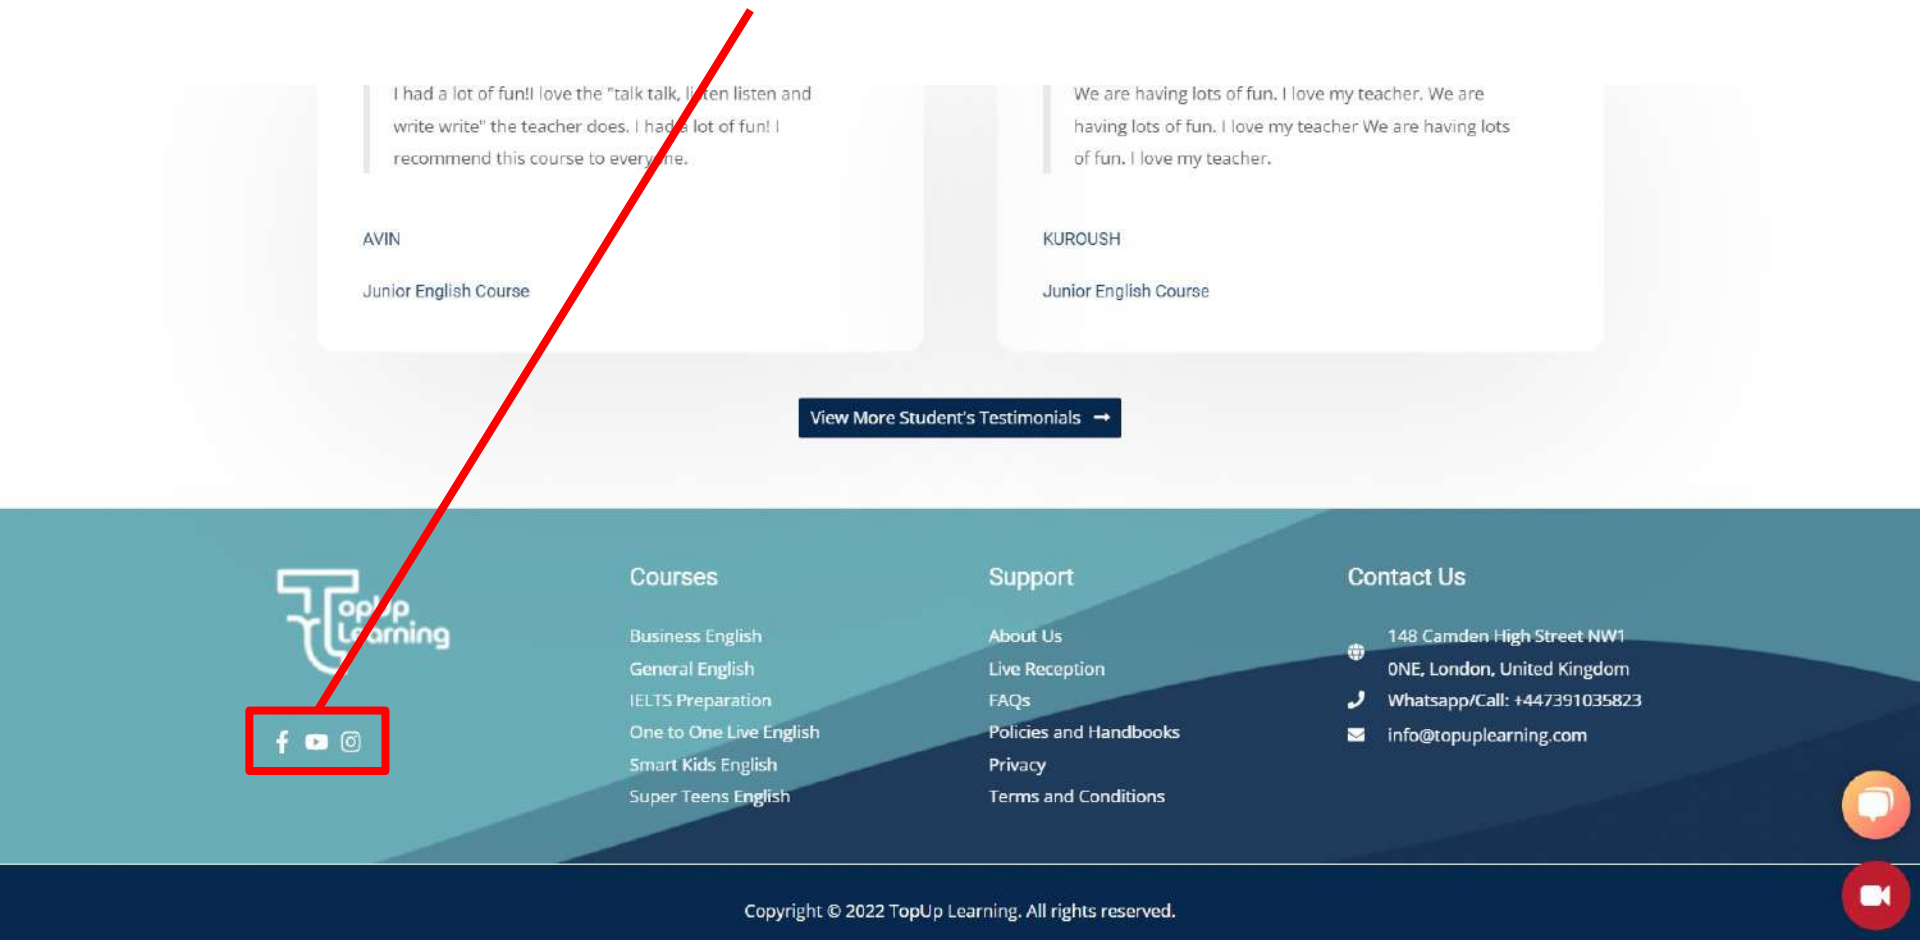 I had a lot of fun!I love the "talk talk, listen listen and
write write" the teacher does. I had a lot of fun! I
recommend this course to everyone.
AVIN
Junior English Course
We are having lots of fun. I love my teacher. We are
having lots of fun. I love my teacher We are having lots
of fun. I love my teacher.
KUROUSH
Junior English Course
View More Student's Testimonials →
TopUp
Learning
Courses
Business English
General English
IELTS Preparation
One to One Live English
Smart Kids English
Super Teens English
Support
About Us
Live Reception
FAQs
Policies and Handbooks
Privacy
Terms and Conditions
Contact Us
148 Camden High Street NW1
0NE, London, United Kingdom
Whatsapp/Call: +447391035823
info@topuplearning.com
Copyright © 2022 TopUp Learning. All rights reserved.